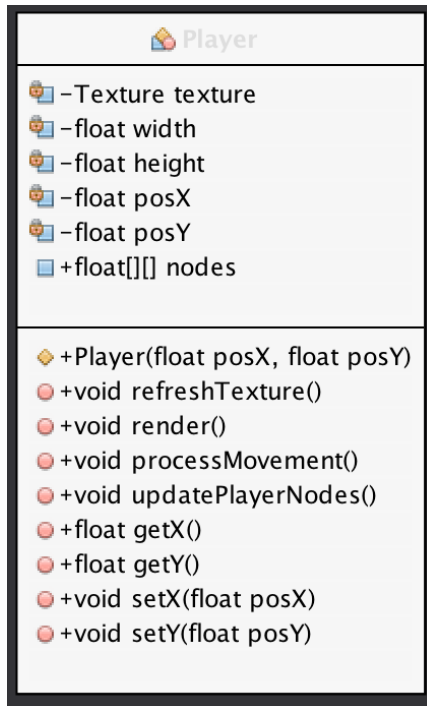 Player
-Texture texture
-float width
-float height
-float posX
-float posY
+float[][] nodes
+Player(float posX, float posY)
+void refreshTexture()
+void render()
+void processMovement()
+void updatePlayerNodes()
+float getX()
+float getY()
+void setX(float posX)
+void setY(float posY)